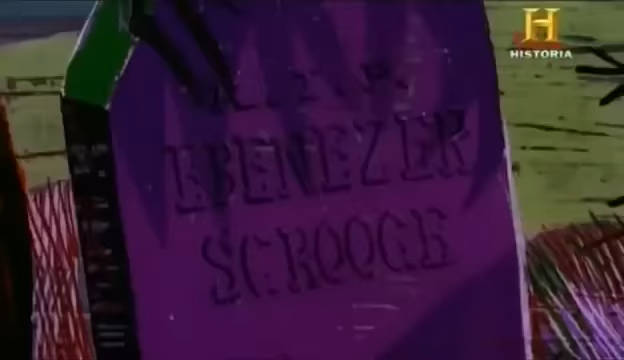 H
HISTORIA
R.I.P.
EBENEZER
SCROOGE